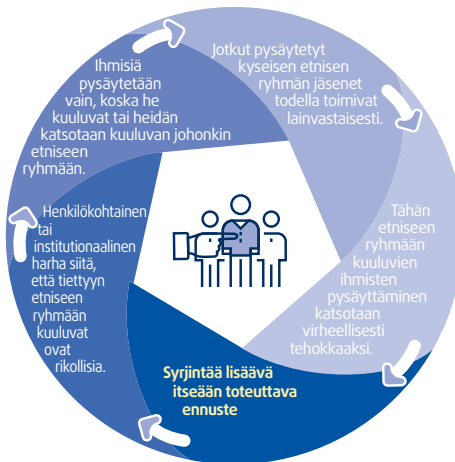 Ihmisiä
pysäytetään
vain, koska he
kuuluvat tai heidän
katsotaan kuuluvan johonkin
etniseen
ryhmään.
Jotkut pysäytetyt
kyseisen etnisen
ryhmän jäsenet
todella toimivat
lainvastaisesti.
Tähän
etniseen
ryhmään
kuuluvien
ihmisten
pysäyttäminen
katsotaan
virheellisesti
tehokkaaksi.
Syrjintää lisäävä
itseään toteuttava
ennuste
Henkilökohtainen
tai
institutionaalinen
harha siitä,
että tiettyyn
etniseen
ryhmään
kuuluvat
ovat
rikollisia.